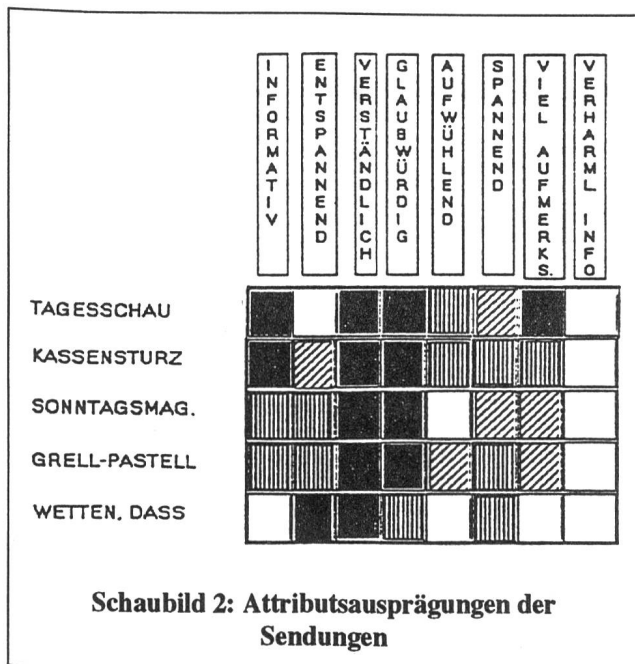 INFORMATIV
ENTSPANNEND
VERSTÄNDLICH
GLAUBWÜRDIG
AUFWÜHLEND
SPANNEND
VIEL AUFMERKS.
VERHARML INFO
TAGESSCHAU
KASSENSTURZ
SONNTAGSMAG.
GRELL-PASTELL
WETTEN, DASS
Schaubild 2: Attributsausprägungen der
Sendungen